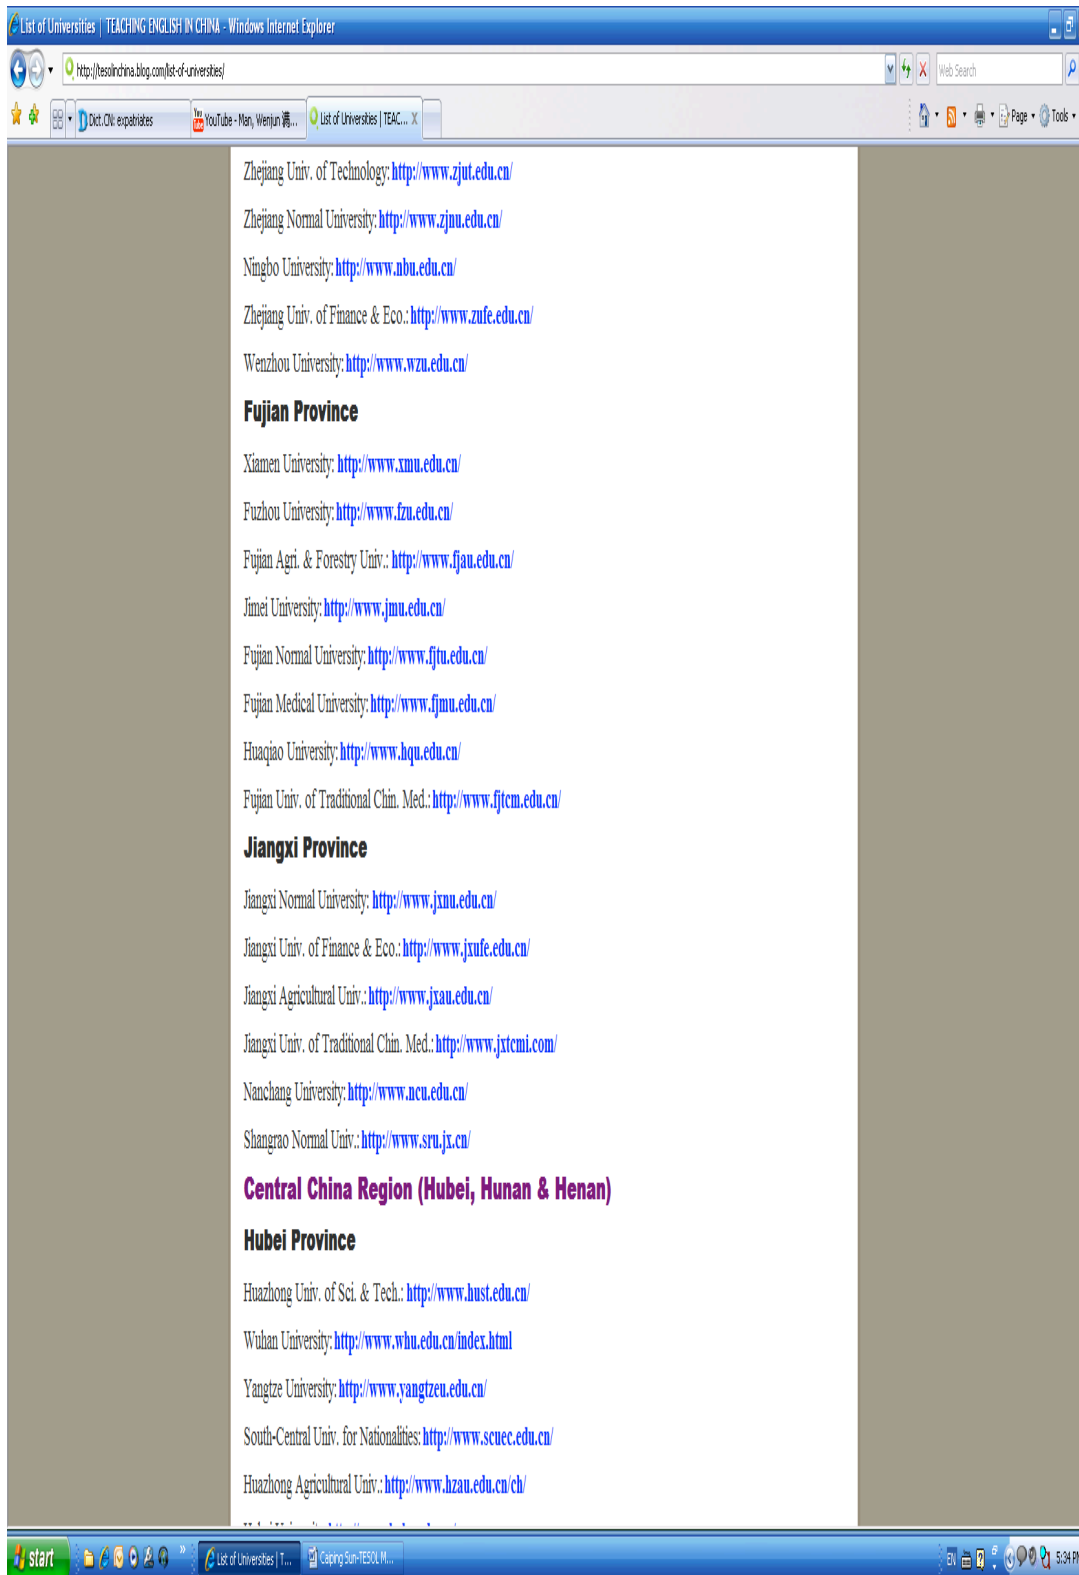 List of Universities | TEACHING ENGLISH IN CHINA - Windows Internet Explorer
http://tesolinchina.blog.com/list-of-universities/
Web Search
Dict.CN: expatriates
YouTube - Man, Wenjun 满...
List of Universities | TEAC...
Page
Tools
Zhejiang Univ. of Technology: http://www.zjut.edu.cn/
Zhejiang Normal University: http://www.zjnu.edu.cn/
Ningbo University: http://www.nbu.edu.cn/
Zhejiang Univ. of Finance & Eco.: http://www.zufe.edu.cn/
Wenzhou University: http://www.wzu.edu.cn/
Fujian Province
Xiamen University: http://www.xmu.edu.cn/
Fuzhou University: http://www.fzu.edu.cn/
Fujian Agri. & Forestry Univ.: http://www.fjau.edu.cn/
Jimei University: http://www.jmu.edu.cn/
Fujian Normal University: http://www.fjtu.edu.cn/
Fujian Medical University: http://www.fjmu.edu.cn/
Huaqiao University: http://www.hqu.edu.cn/
Fujian Univ. of Traditional Chin. Med.: http://www.fjtcm.edu.cn/
Jiangxi Province
Jiangxi Normal University: http://www.jxnu.edu.cn/
Jiangxi Univ. of Finance & Eco.: http://www.jxufe.edu.cn/
Jiangxi Agricultural Univ.: http://www.jxau.edu.cn/
Jiangxi Univ. of Traditional Chin. Med.: http://www.jxtcmi.com/
Nanchang University: http://www.ncu.edu.cn/
Shangrao Normal Univ.: http://www.sru.jx.cn/
Central China Region (Hubei, Hunan & Henan)
Hubei Province
Huazhong Univ. of Sci. & Tech.: http://www.hust.edu.cn/
Wuhan University: http://www.whu.edu.cn/index.html
Yangtze University: http://www.yangtzeu.edu.cn/
South-Central Univ. for Nationalities: http://www.scuec.edu.cn/
Huazhong Agricultural Univ.: http://www.hzau.edu.cn/ch/
start
List of Universities | T...
Caiping Sun-TESOL M...
EN
5:34 PM